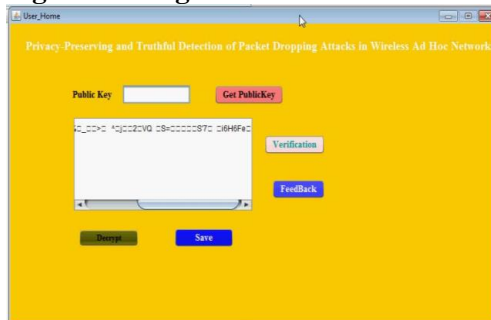 User_Home
Privacy-Preserving and Truthful Detection of Packet Dropping Attacks in Wireless Ad Hoc Network
Public Key
Get PublicKey
Verification
FeedBack
Decrypt
Save